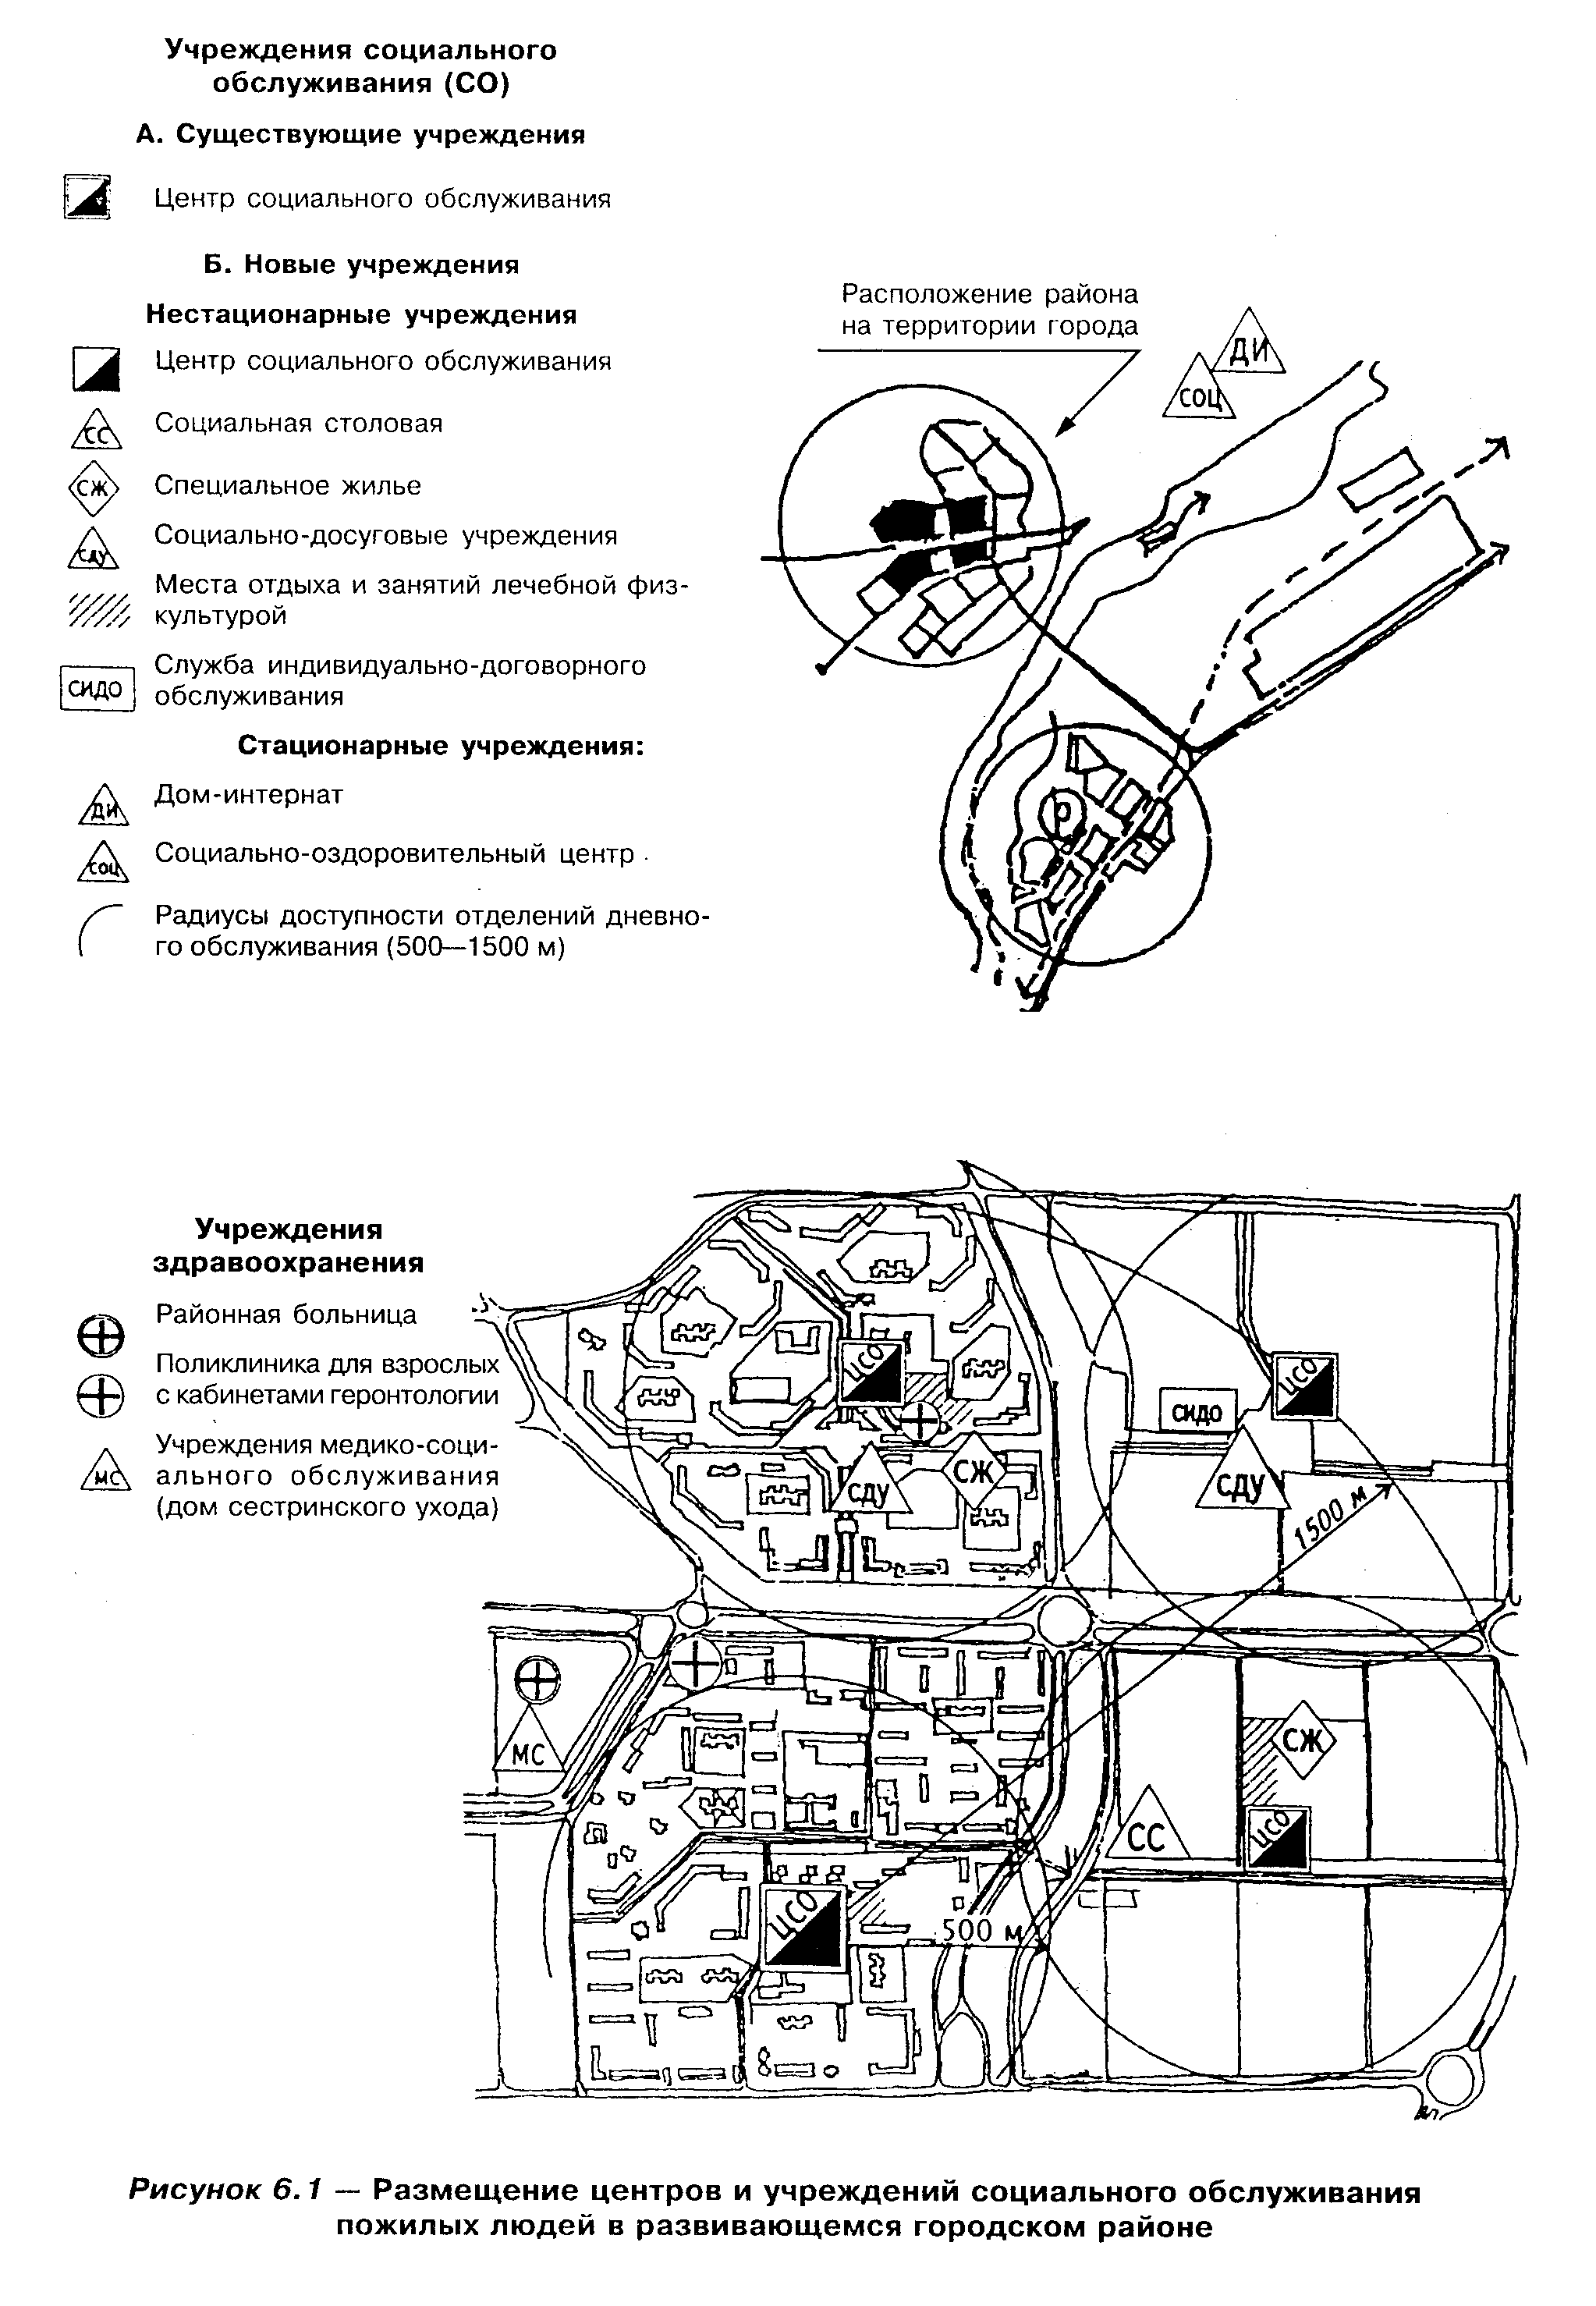 Учреждения социального
обслуживания (СО)
А. Существующие учреждения
Центр социального обслуживания
Б. Новые учреждения
Нестационарные учреждения
Центр социального обслуживания
СС
Социальная столовая
СЖ
Специальное жилье
СДУ
Социально-досуговые учреждения
Места отдыха и занятий лечебной физ-
культурой
СИДО
Служба индивидуально-договорного
обслуживания
Стационарные учреждения:
ДИ
Дом-интернат
СОЦ
Социально-оздоровительный центр
Радиусы доступности отделений дневно-
го обслуживания (500—1500 м)
Расположение района
на территории города
ДИ
СОЦ
Р
Учреждения
здравоохранения
Районная больница
Поликлиника для взрослых
с кабинетами геронтологии
МС
Учреждения медико-соци-
ального обслуживания
(дом сестринского ухода)
ЦСО
ЦСО
СИДО
СДУ
СЖ
СДУ
1500 м
МС
СЖ
СС
ЦСО
ЦСО
500 м
Рисунок 6.1 — Размещение центров и учреждений социального обслуживания
пожилых людей в развивающемся городском районе